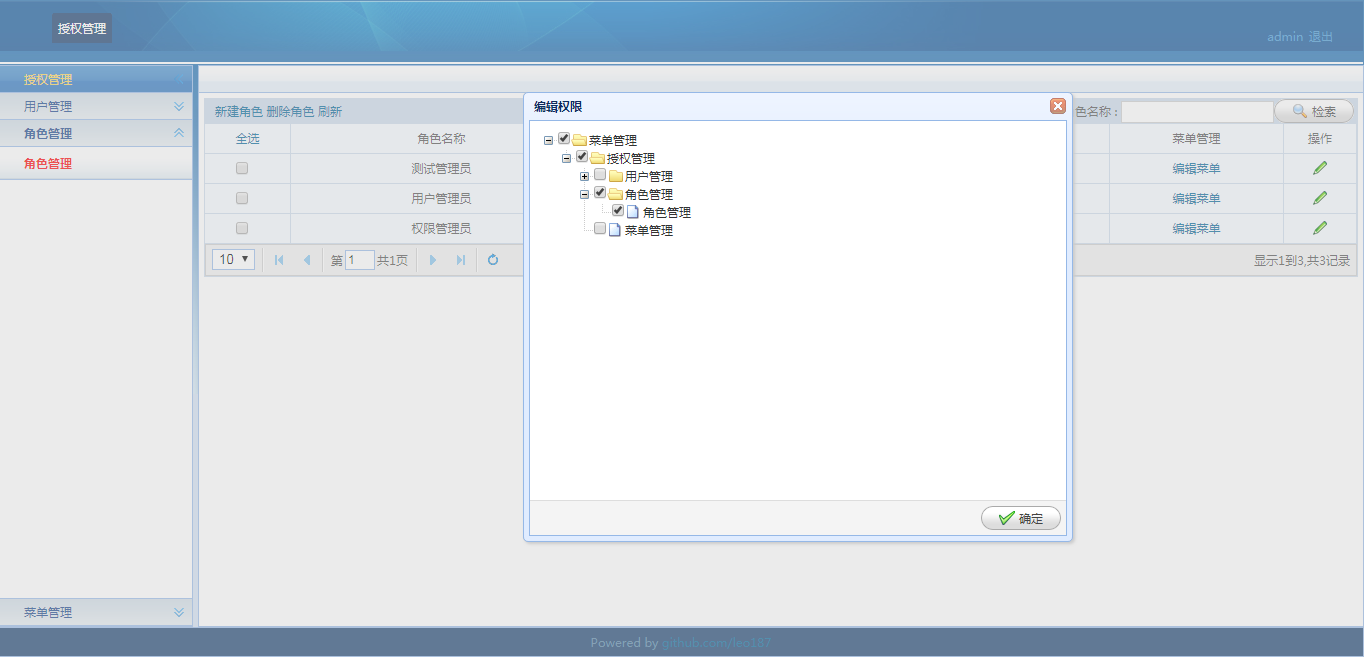 授权管理
admin 退出
授权管理
用户管理
角色管理
角色管理
菜单管理
新建角色 删除角色 刷新
色名称 : 检索
全选 角色名称 菜单管理 操作
测试管理员 编辑菜单
用户管理员 编辑菜单
权限管理员 编辑菜单
10 第 1 共1页 显示1到3,共3记录
编辑权限
菜单管理
授权管理
用户管理
角色管理
角色管理
菜单管理
确定
Powered by github.com/leo187